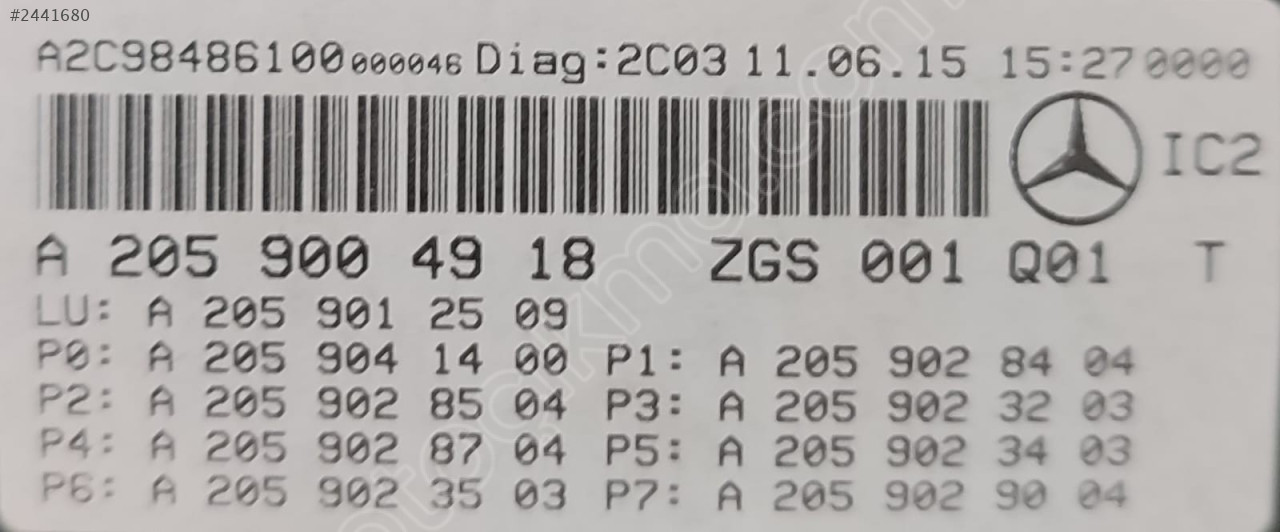 #2441680
A2C98486100000046 Diag:2C03 11.06.15 15:270000
IC2
A 205 900 49 18 ZGS 001 Q01 T
LU: A 205 901 25 09
P0: A 205 904 14 00 P1: A 205 902 84 04
P2: A 205 902 85 04 P3: A 205 902 32 03
P4: A 205 902 87 04 P5: A 205 902 34 03
P6: A 205 902 35 03 P7: A 205 902 90 04